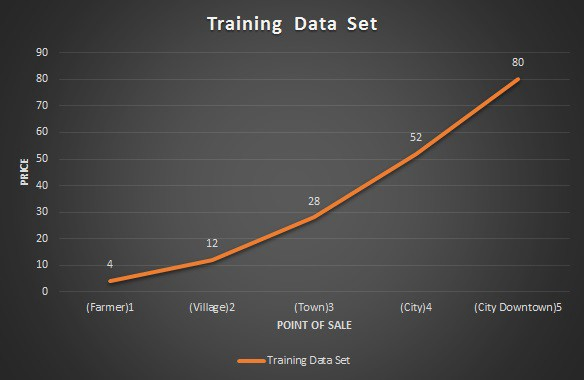 Training Data Set
90
80
70
60
50
40
30
20
10
0
PRICE
4
12
28
52
80
(Farmer)1
(Village)2
(Town)3
(City)4
(City Downtown)5
POINT OF SALE
Training Data Set